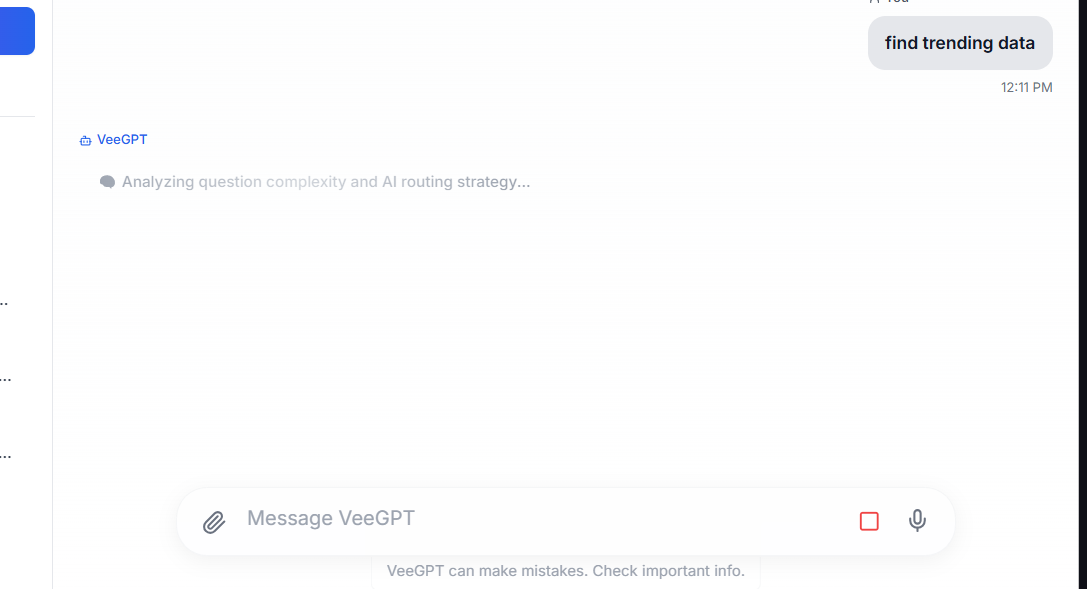 find trending data
12:11 PM
VeeGPT
Analyzing question complexity and AI routing strategy...
...
...
...
Message VeeGPT
VeeGPT can make mistakes. Check important info.